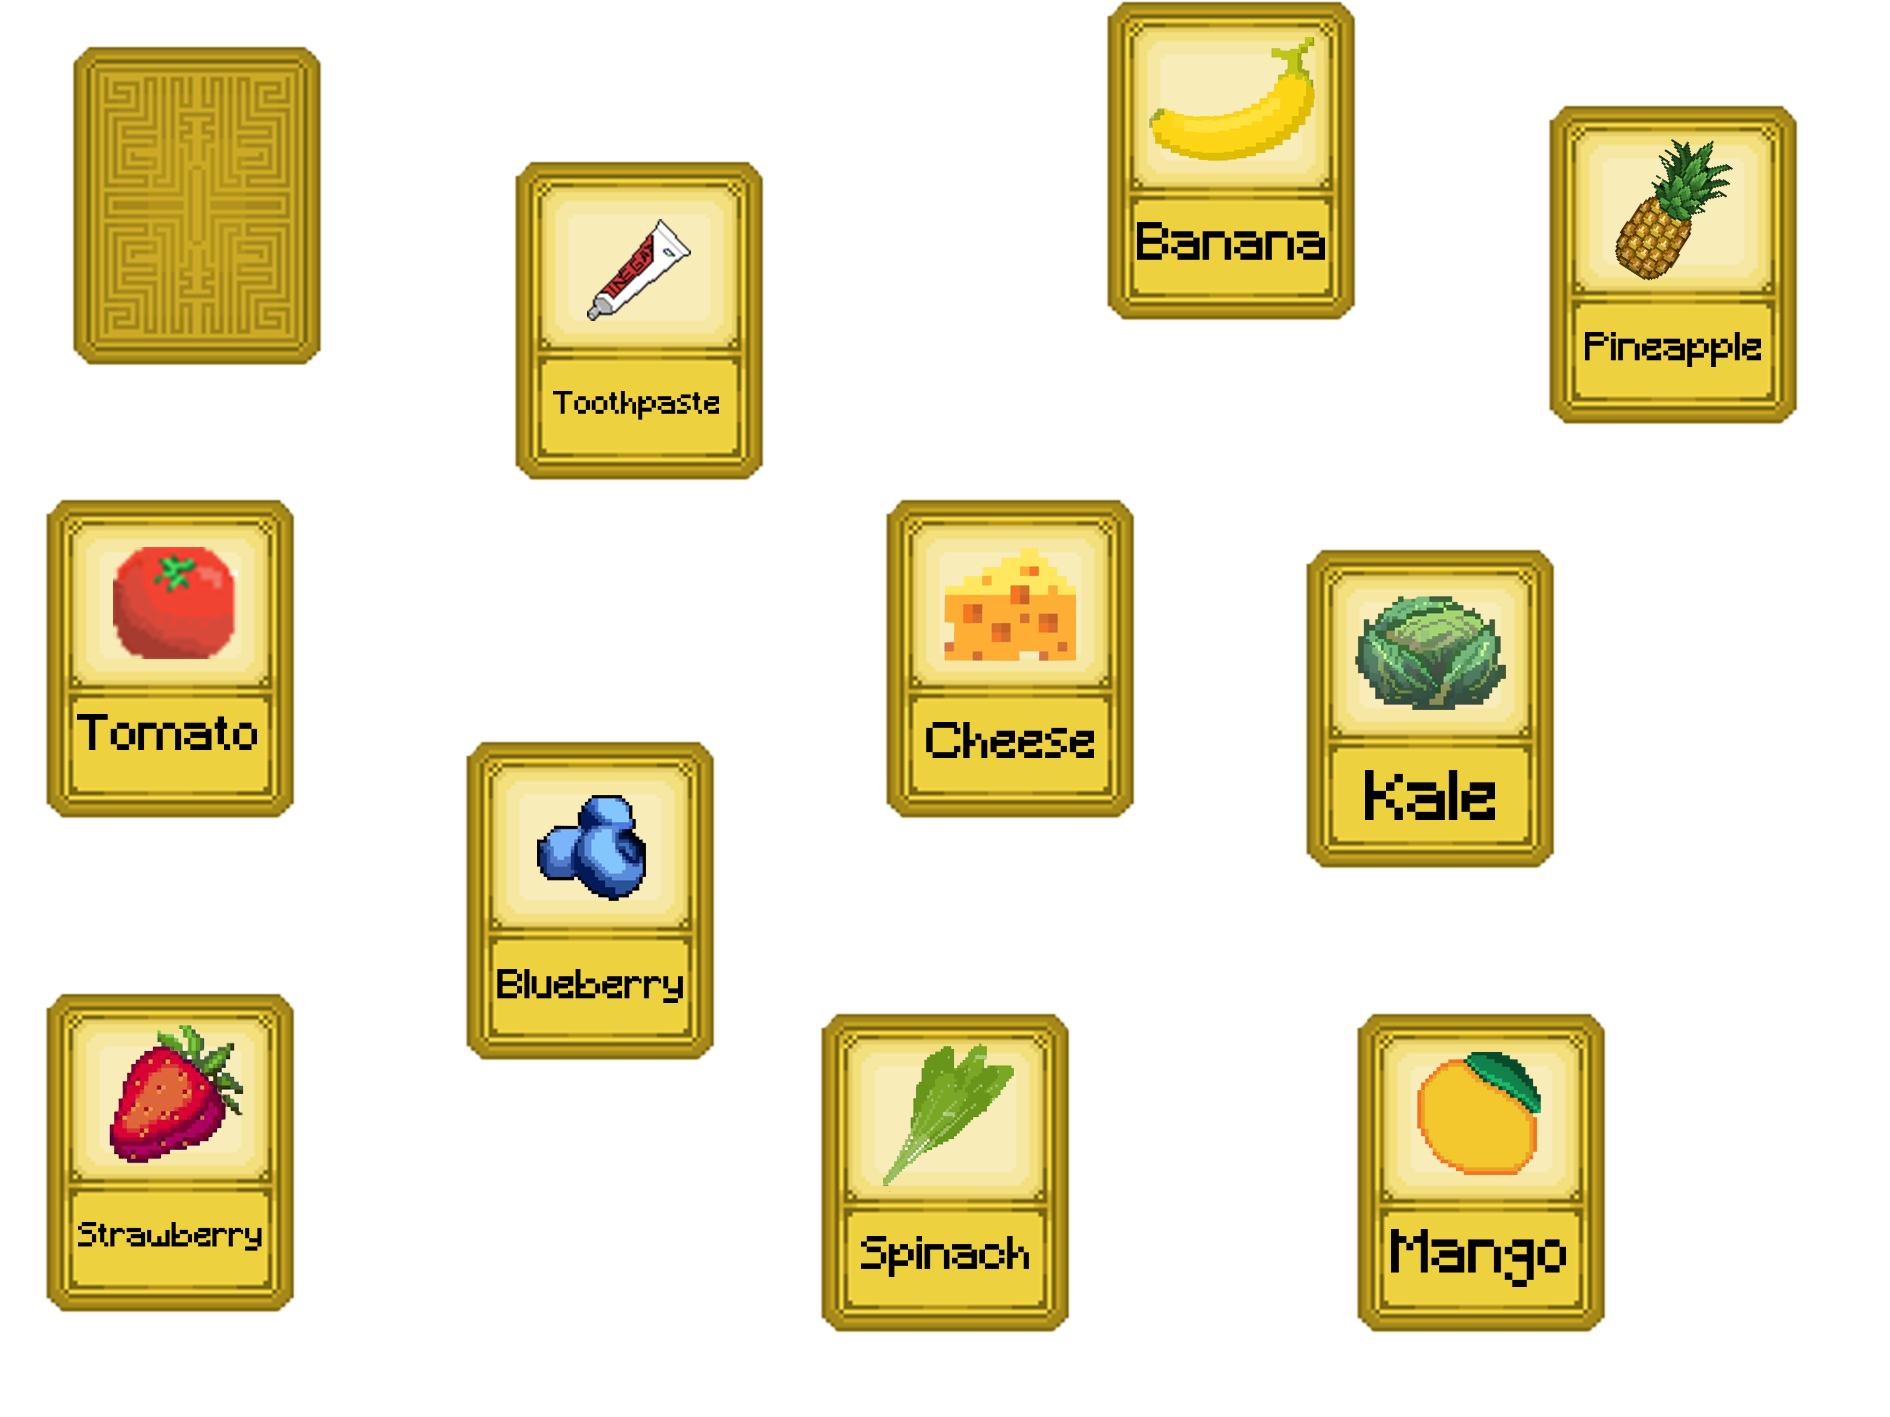 Banana
Pineapple
Toothpaste
Tomato
Cheese
Kale
Blueberry
Strawberry
Spinach
Mango